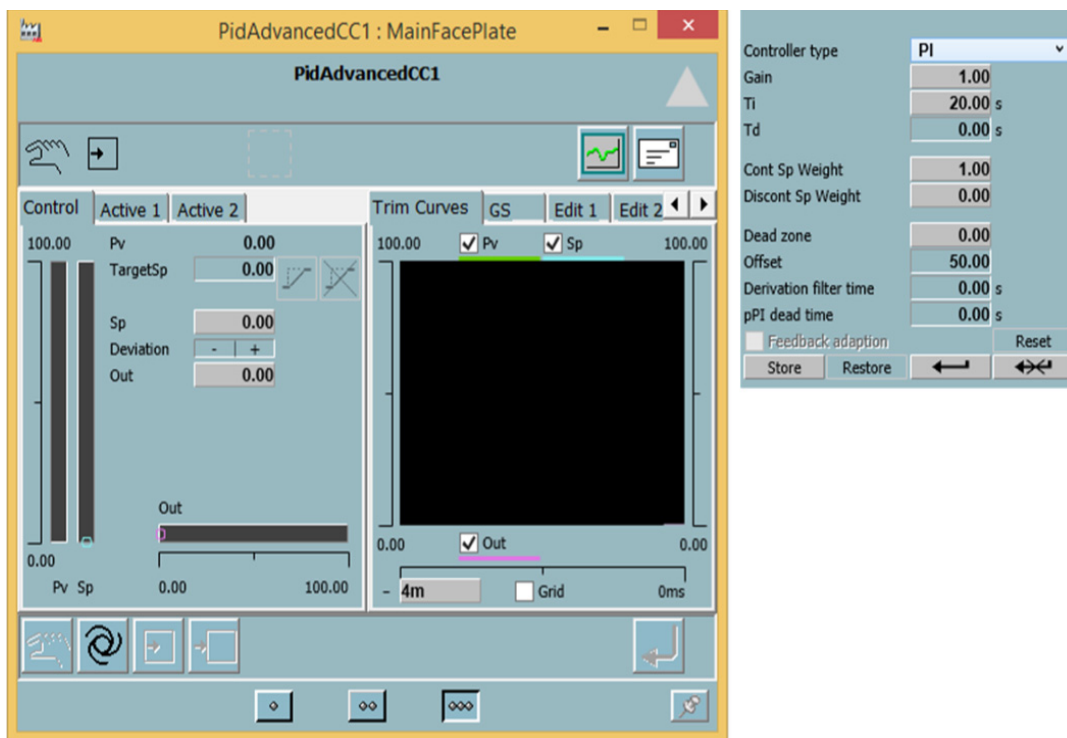 PidAdvancedCC1 : MainFacePlate
PidAdvancedCC1
Control Active 1 Active 2
100.00 Pv 0.00
TargetSp 0.00
Sp 0.00
Deviation - +
Out 0.00
Out
0.00
Pv Sp 0.00 100.00
Trim Curves GS Edit 1 Edit 2
100.00 Pv Sp 100.00
0.00 Out 0.00
- 4m Grid 0ms
Controller type PI
Gain 1.00
Ti 20.00 s
Td 0.00 s
Cont Sp Weight 1.00
Discont Sp Weight 0.00
Dead zone 0.00
Offset 50.00
Derivation filter time 0.00 s
pPI dead time 0.00 s
Feedback adaption Reset
Store Restore